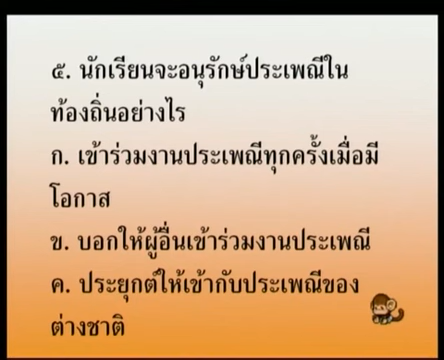 ๕. นักเรียนจะอนุรักษ์ประเพณีใน
ท้องถิ่นอย่างไร
ก. เข้าร่วมงานประเพณีทุกครั้งเมื่อมี
โอกาส
ข. บอกให้ผู้อื่นเข้าร่วมงานประเพณี
ค. ประยุกต์ให้เข้ากับประเพณีของ
ต่างชาติ